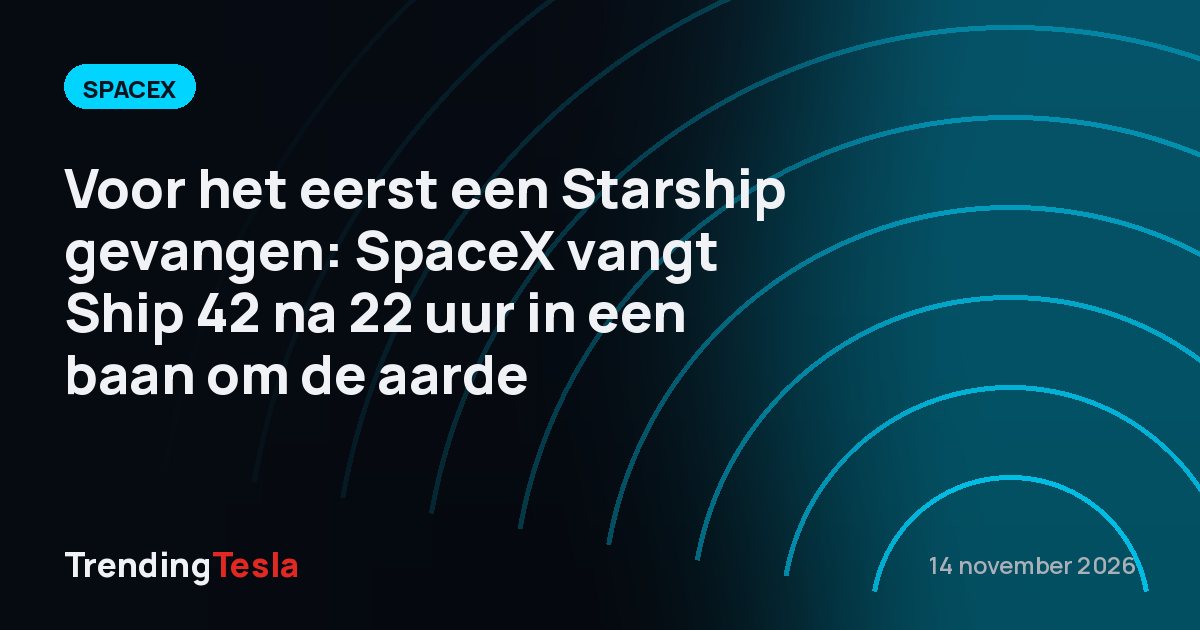 SPACEX
Voor het eerst een Starship
gevangen: SpaceX vangt
Ship 42 na 22 uur in een
baan om de aarde
TrendingTesla
14 november 2026